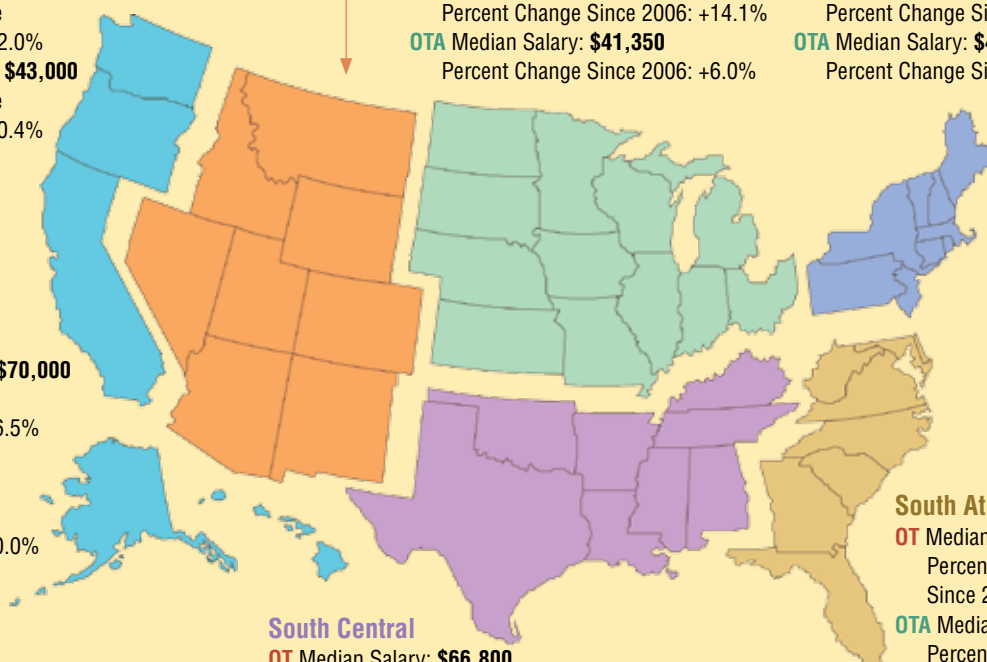 e
2.0%
$43,000
e
0.4%
Percent Change Since 2006: +14.1%
OTA Median Salary: $41,350
Percent Change Since 2006: +6.0%
Percent Change Si
OTA Median Salary: $4
Percent Change Si
$70,000
6.5%
0.0%
South Central
OT Median Salary: $66,800
South At
OT Median
Percen
Since 2
OTA Media
Percen